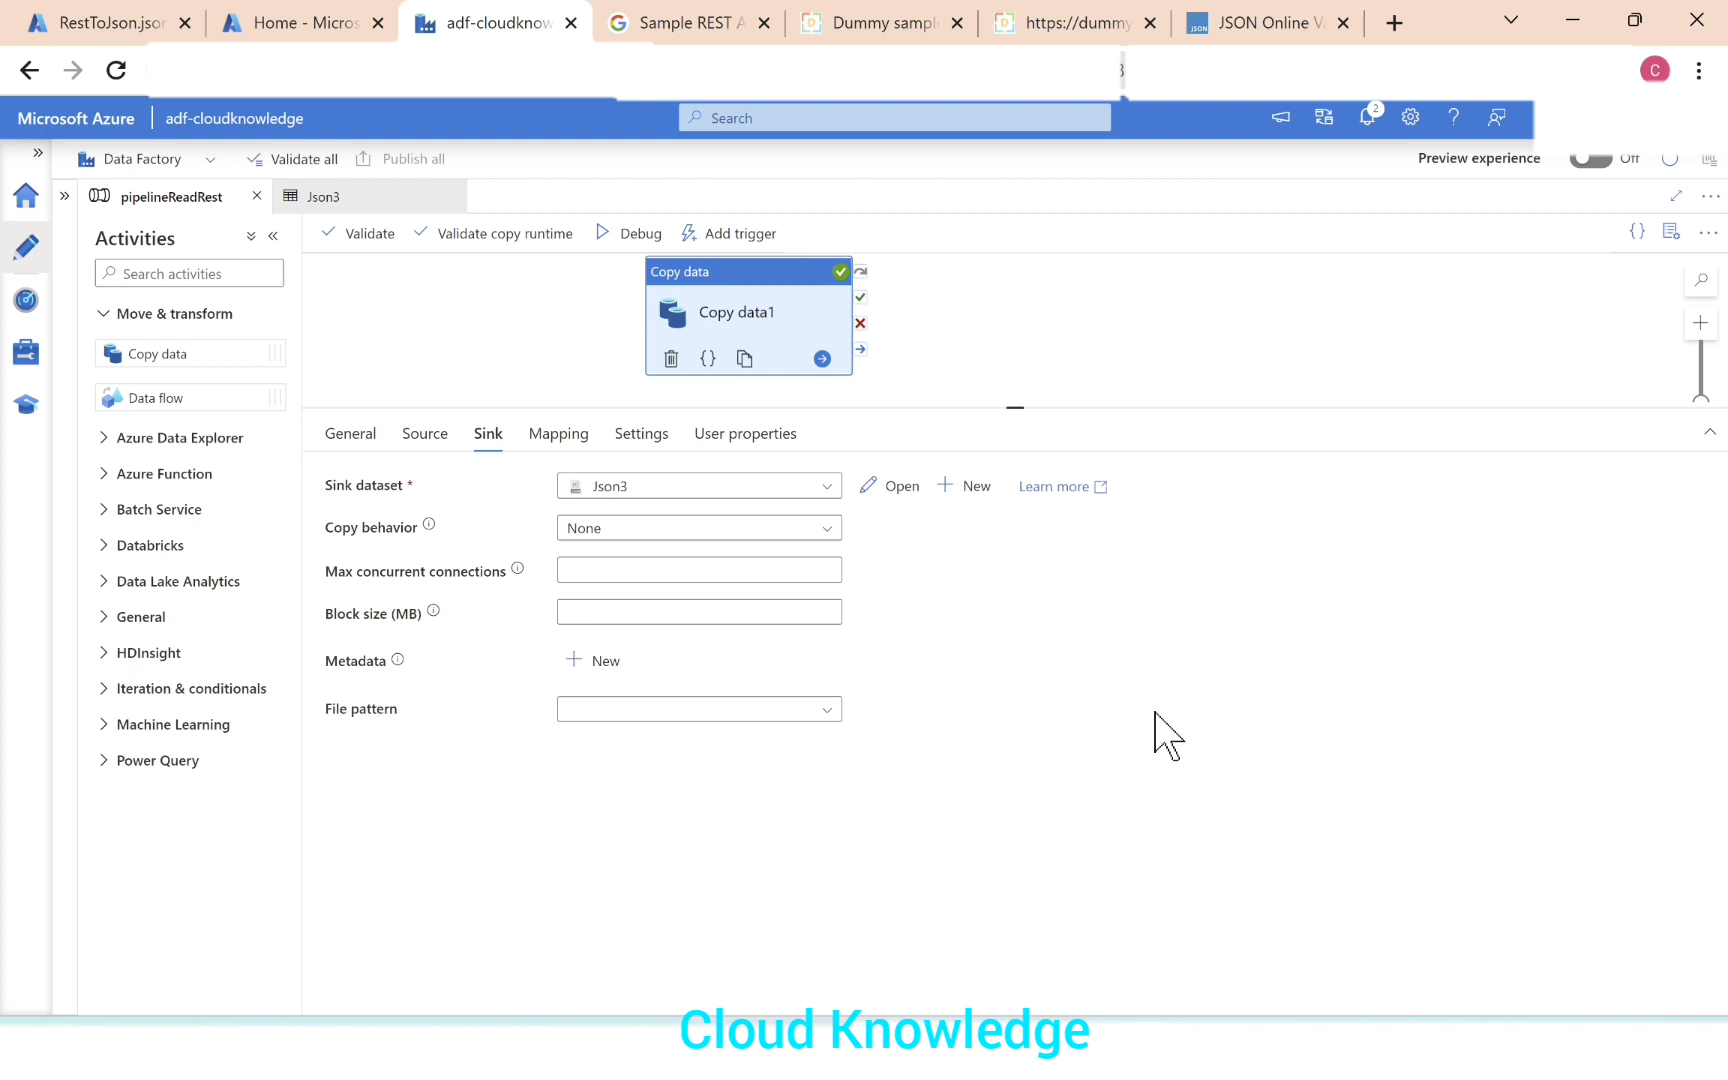 RestToJson.json
Home - Micros
adf-cloudknow
Sample REST A
Dummy sampl
https://dummy
JSON Online V
C
Microsoft Azure
adf-cloudknowledge
Search
2
Data Factory
Validate all
Publish all
Preview experience
Off
pipelineReadRest
Json3
Activities
Validate
Validate copy runtime
Debug
Add trigger
Search activities
Move & transform
Copy data
Data flow
Azure Data Explorer
Azure Function
Batch Service
Databricks
Data Lake Analytics
General
HDInsight
Iteration & conditionals
Machine Learning
Power Query
Copy data
Copy data1
General
Source
Sink
Mapping
Settings
User properties
Sink dataset *
Json3
Open
New
Learn more
Copy behavior
None
Max concurrent connections
Block size (MB)
Metadata
New
File pattern
Cloud Knowledge